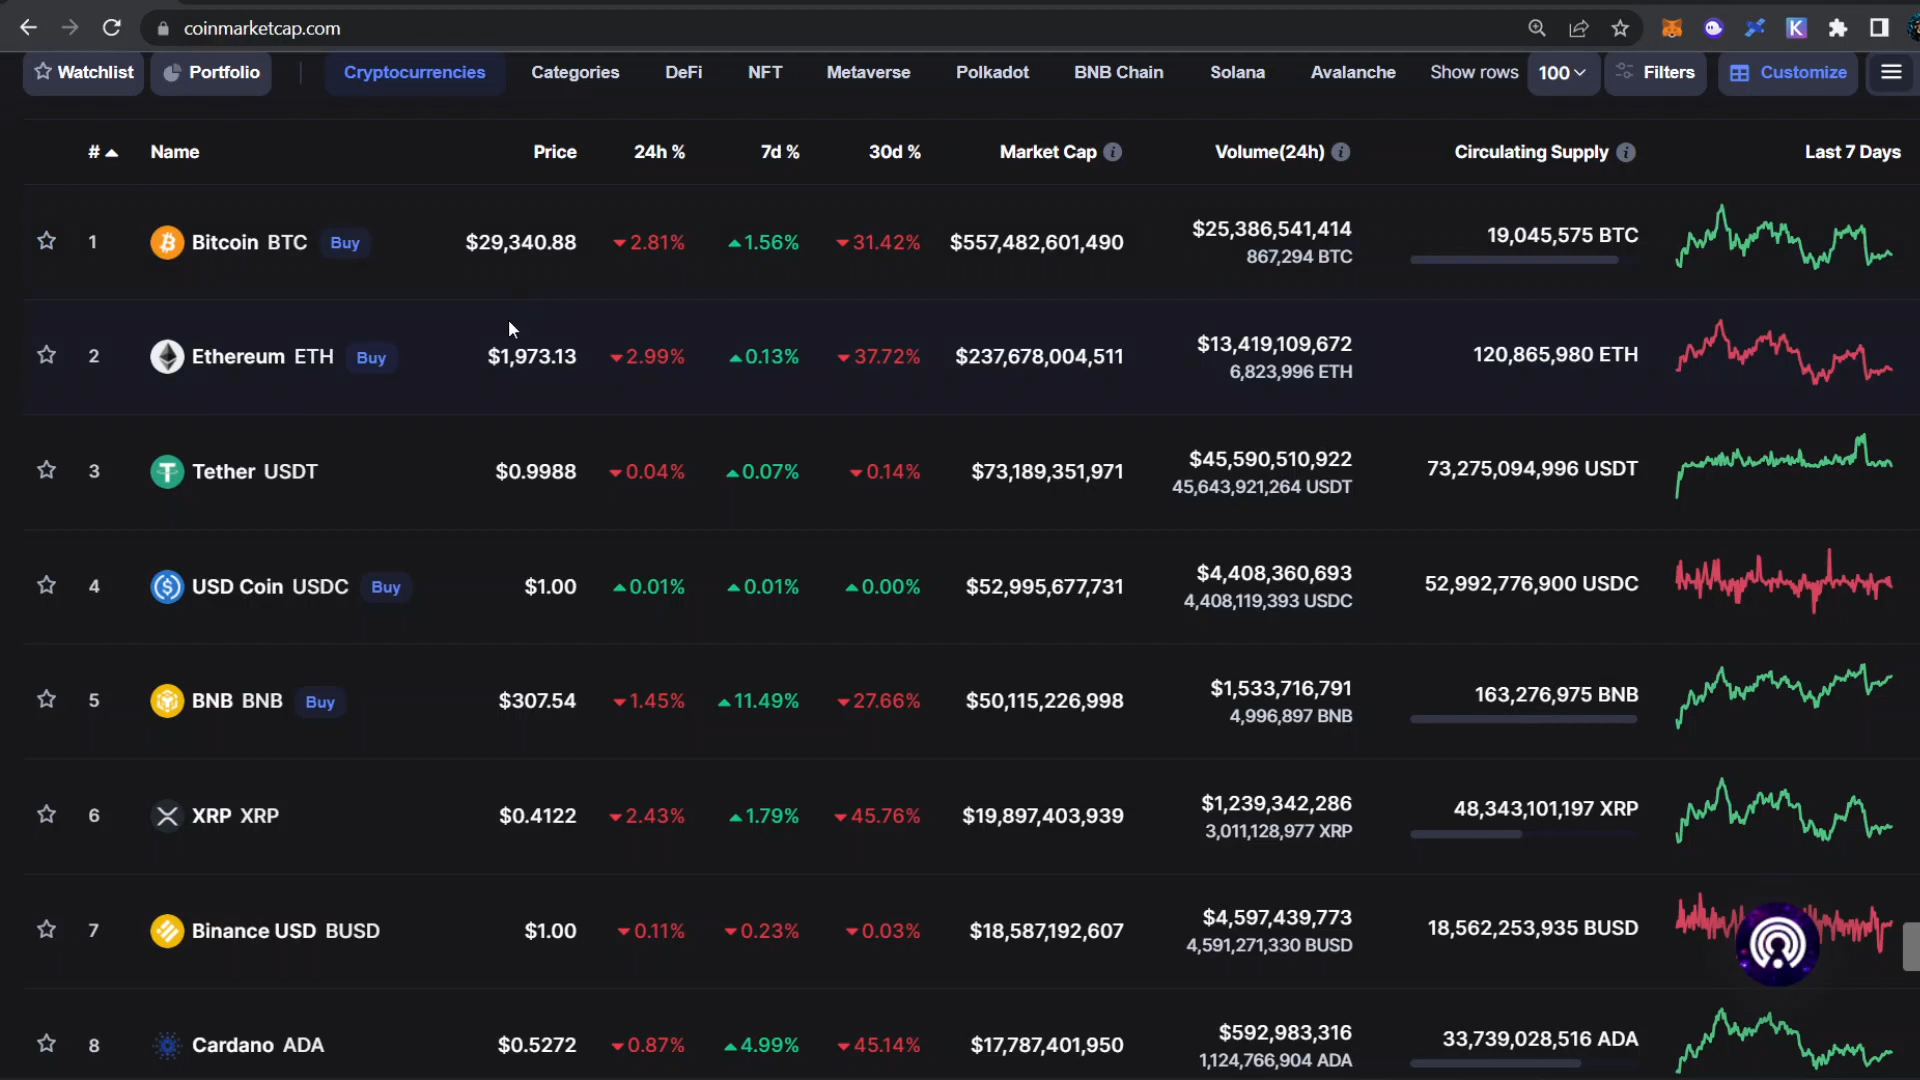 coinmarketcap.com
Watchlist Portfolio Cryptocurrencies Categories DeFi NFT Metaverse Polkadot BNB Chain Solana Avalanche Show rows 100 Filters Customize
# Name Price 24h % 7d % 30d % Market Cap Volume(24h) Circulating Supply Last 7 Days
1 Bitcoin BTC Buy $29,340.88 2.81% 1.56% 31.42% $557,482,601,490 $25,386,541,414 19,045,575 BTC
867,294 BTC
2 Ethereum ETH Buy $1,973.13 2.99% 0.13% 37.72% $237,678,004,511 $13,419,109,672 120,865,980 ETH
6,823,996 ETH
3 Tether USDT $0.9988 0.04% 0.07% 0.14% $73,189,351,971 $45,590,510,922 73,275,094,996 USDT
45,643,921,264 USDT
4 USD Coin USDC Buy $1.00 0.01% 0.01% 0.00% $52,995,677,731 $4,408,360,693 52,992,776,900 USDC
4,408,119,393 USDC
5 BNB BNB Buy $307.54 1.45% 11.49% 27.66% $50,115,226,998 $1,533,716,791 163,276,975 BNB
4,996,897 BNB
6 XRP XRP $0.4122 2.43% 1.79% 45.76% $19,897,403,939 $1,239,342,286 48,343,101,197 XRP
3,011,128,977 XRP
7 Binance USD BUSD $1.00 0.11% 0.23% 0.03% $18,587,192,607 $4,597,439,773 18,562,253,935 BUSD
4,591,271,330 BUSD
8 Cardano ADA $0.5272 0.87% 4.99% 45.14% $17,787,401,950 $592,983,316 33,739,028,516 ADA
1,124,766,904 ADA